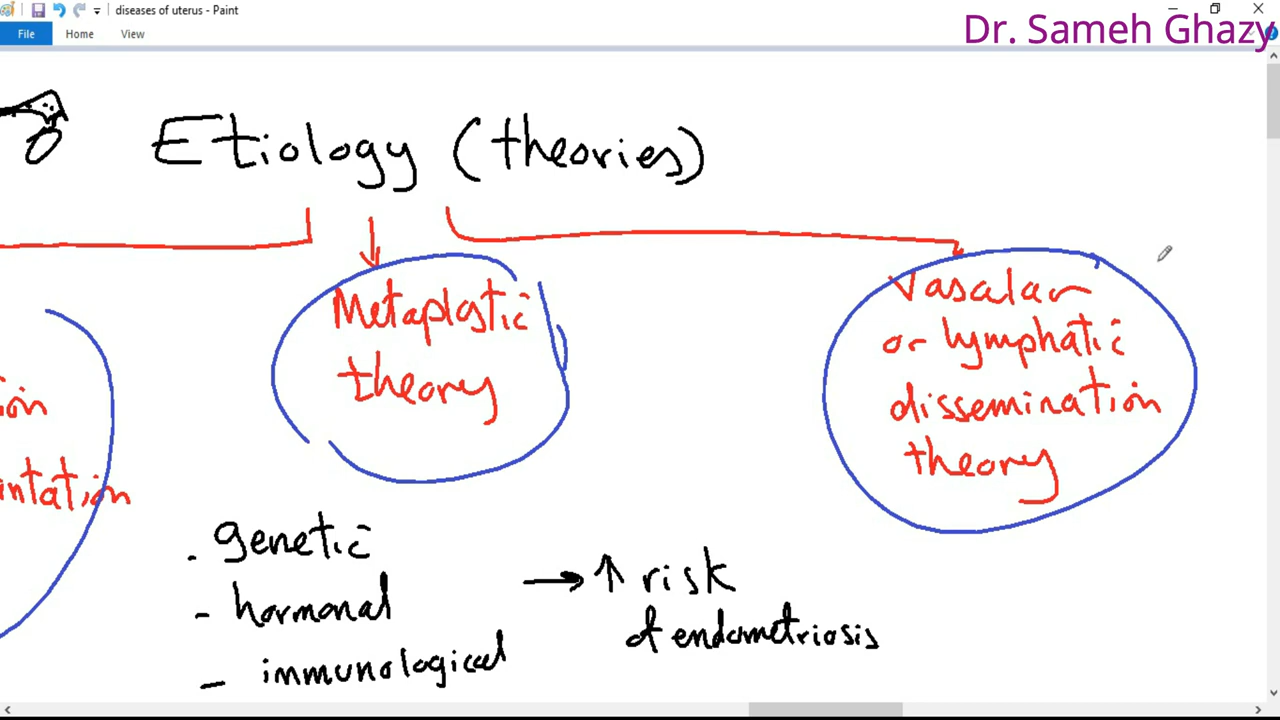 diseases of uterus - Paint
Dr. Sameh Ghazy
File Home View
Etiology (theories)
Metaplastic
theory
Vasalar
or lymphatic
dissemination
theory
ion
antation
. genetic
- hormonal
- immunological
→ ↑ risk
of endometriosis